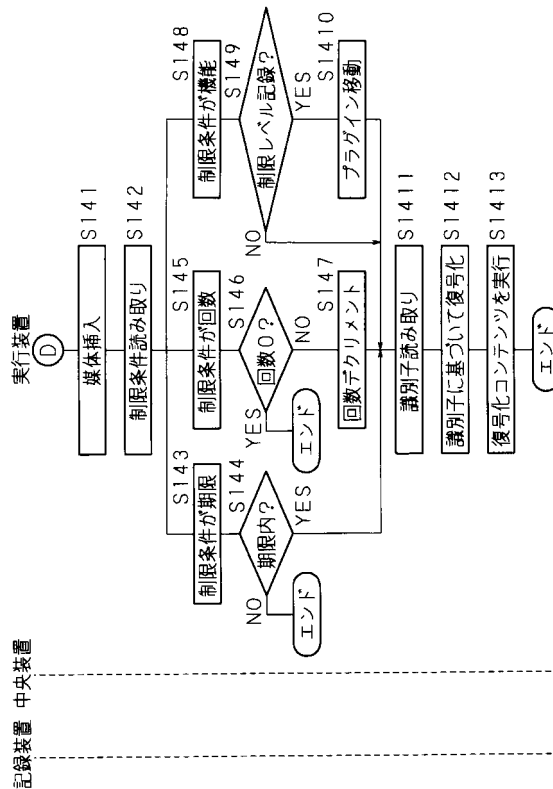 記録装置 中央装置 実行装置
D
媒体挿入 S141
制限条件読み取り S142
制限条件が期限 S143
制限条件が回数 S145
制限条件が機能 S148
期限内? S144
NO
YES
エンド
回数0? S146
YES
NO
エンド
制限レベル記録? S149
NO
YES
回数デクリメント S147
プラグイン移動 S1410
識別子読み取り S1411
識別子に基づいて復号化 S1412
復号化コンテンツを実行 S1413
エンド